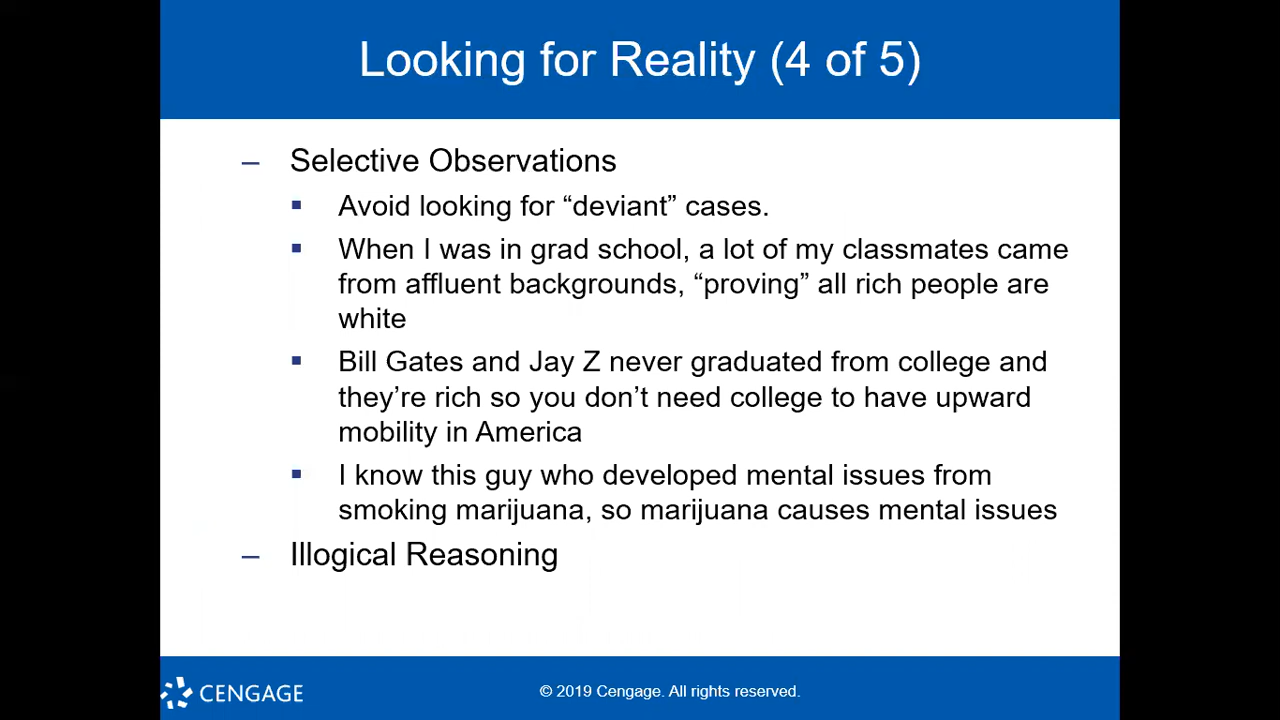 Looking for Reality (4 of 5)
– Selective Observations
▪ Avoid looking for “deviant” cases.
▪ When I was in grad school, a lot of my classmates came
from affluent backgrounds, “proving” all rich people are
white
▪ Bill Gates and Jay Z never graduated from college and
they’re rich so you don’t need college to have upward
mobility in America
▪ I know this guy who developed mental issues from
smoking marijuana, so marijuana causes mental issues
– Illogical Reasoning
CENGAGE
© 2019 Cengage. All rights reserved.